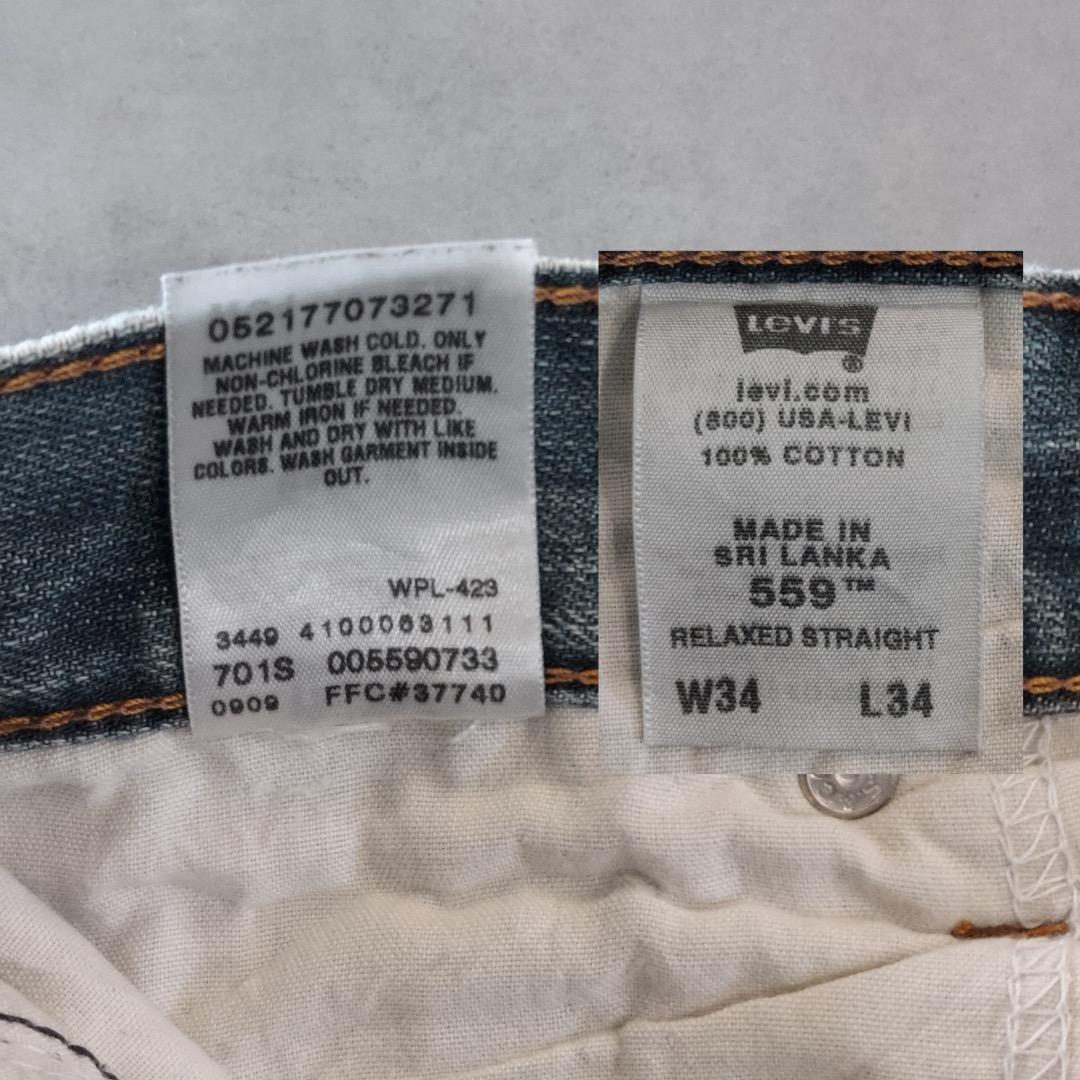 052177073271
MACHINE WASH COLD. ONLY
NON-CHLORINE BLEACH IF
NEEDED. TUMBLE DRY MEDIUM.
WARM IRON IF NEEDED.
WASH AND DRY WITH LIKE
COLORS. WASH GARMENT INSIDE
OUT.
WPL-423
3449 4100063111
701S 005590733
0909 FFC#37740
LEVI'S
®
levi.com
(800) USA-LEVI
100% COTTON
MADE IN
SRI LANKA
559™
RELAXED STRAIGHT
W34 L34